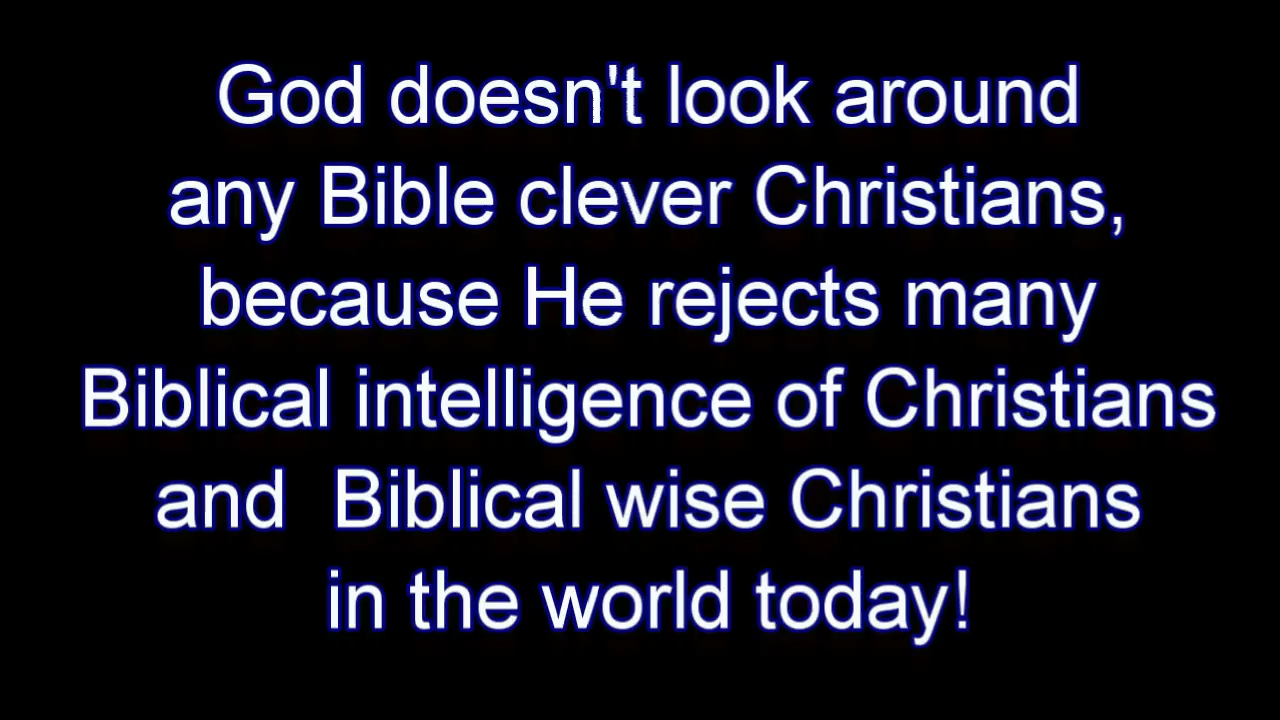 God doesn't look around
any Bible clever Christians,
because He rejects many
Biblical intelligence of Christians
and  Biblical wise Christians
in the world today!